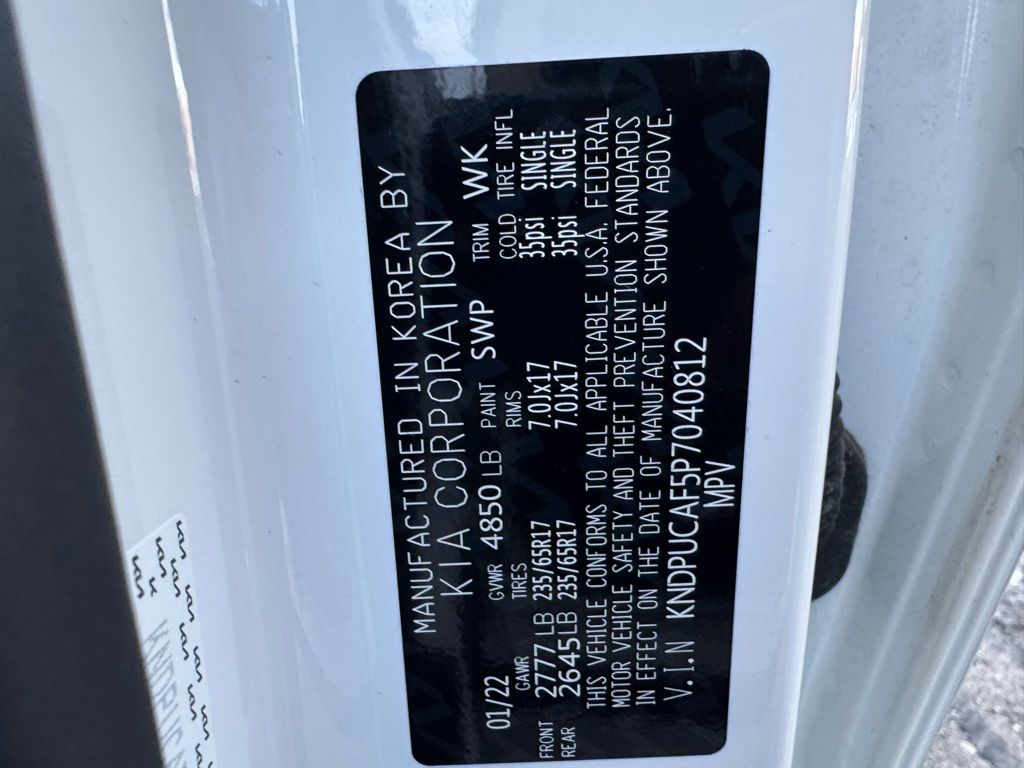 MANUFACTURED IN KOREA BY
KIA CORPORATION
01/22 GVWR 4850 LB PAINT SWP TRIM WK
GAWR TIRES RIMS COLD TIRE INFL
FRONT 2777 LB 235/65R17 7.0Jx17 35psi SINGLE
REAR 2645 LB 235/65R17 7.0Jx17 35psi SINGLE
THIS VEHICLE CONFORMS TO ALL APPLICABLE U.S.A. FEDERAL
MOTOR VEHICLE SAFETY AND THEFT PREVENTION STANDARDS
IN EFFECT ON THE DATE OF MANUFACTURE SHOWN ABOVE.
V.I.N KNDPUCAF5P7040812
MPV